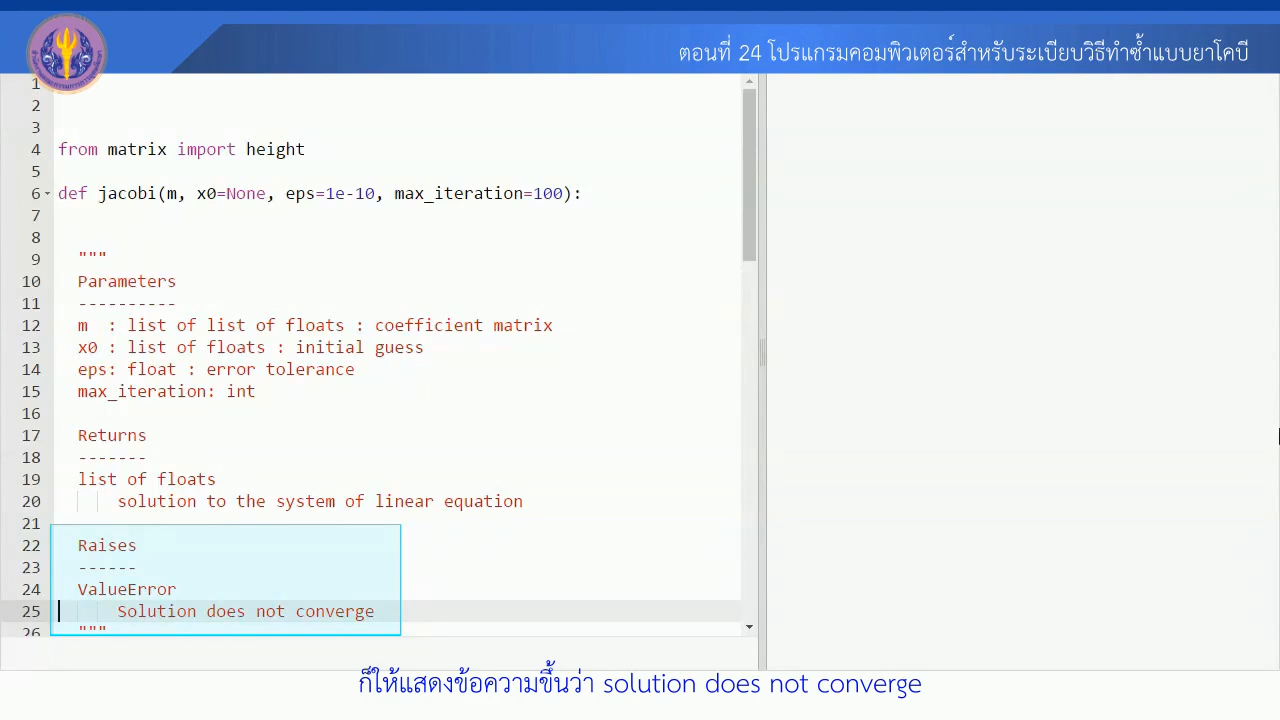 ตอนที่ 24 โปรแกรมคอมพิวเตอร์สำหรับระเบียบวิธีทำซ้ำแบบยาโคบี
1
2
3
4 from matrix import height
5
6 def jacobi(m, x0=None, eps=1e-10, max_iteration=100):
7
8
9 """
10 Parameters
11 ----------
12 m  : list of list of floats : coefficient matrix
13 x0 : list of floats : initial guess
14 eps: float : error tolerance
15 max_iteration: int
16
17 Returns
18 -------
19 list of floats
20 solution to the system of linear equation
21
22 Raises
23 ------
24 ValueError
25 Solution does not converge
26 """
ก็ให้แสดงข้อความขึ้นว่า solution does not converge